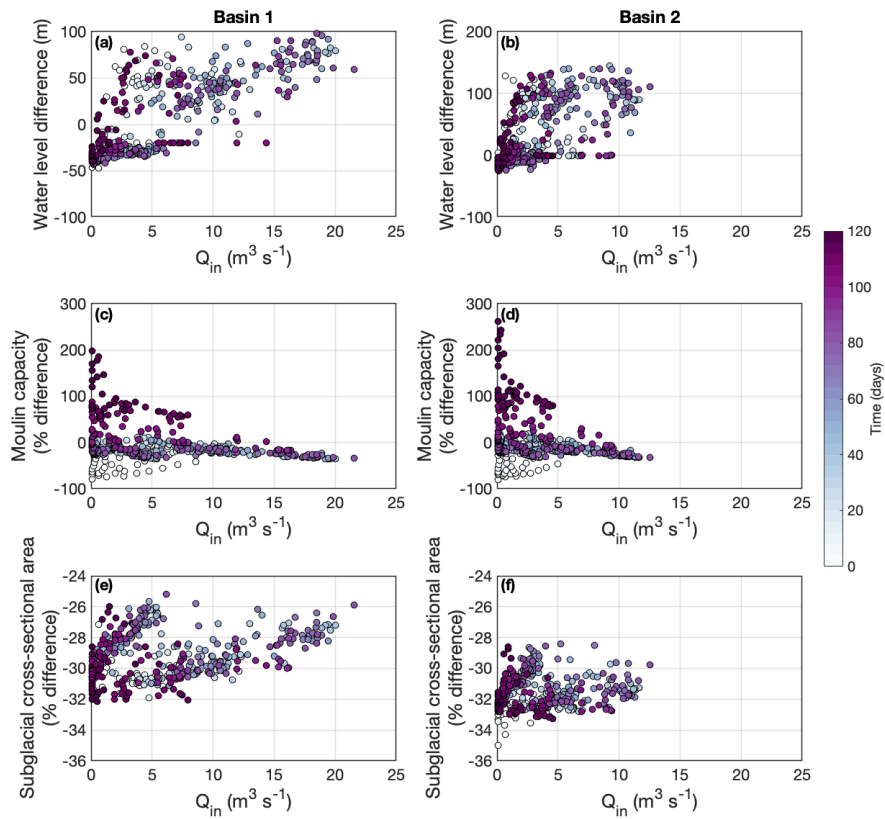 Basin 1
Basin 2
(a)
Water level difference (m)
100
50
0
-50
-100
0 5 10 15 20 25
Q_in (m³ s⁻¹)
(b)
Water level difference (m)
200
100
0
100
0 5 10 15 20 25
Q_in (m³ s⁻¹)
(c)
Moulin capacity
(% difference)
300
200
100
0
-100
0 5 10 15 20 25
Q_in (m³ s⁻¹)
(d)
Moulin capacity
(% difference)
300
200
100
0
-100
0 5 10 15 20 25
Q_in (m³ s⁻¹)
(e)
Subglacial cross-sectional area
(% difference)
-24
-26
-28
-30
-32
-34
-36
0 5 10 15 20 25
Q_in (m³ s⁻¹)
(f)
Subglacial cross-sectional area
(% difference)
-24
-26
-28
-30
-32
-34
-36
0 5 10 15 20 25
Q_in (m³ s⁻¹)
120
100
80
60
40
20
0
Time (days)